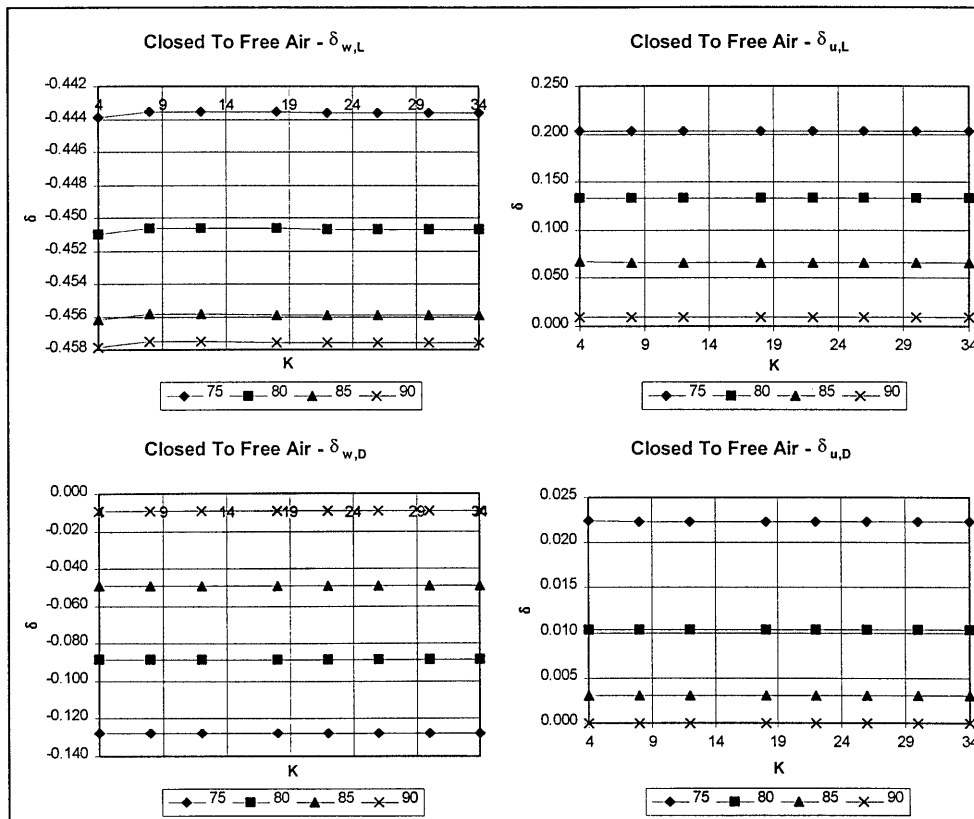 Closed To Free Air - δw,L
-0.442
-0.444
-0.446
-0.448
-0.450
-0.452
-0.454
-0.456
-0.458
4 9 14 19 24 29 34
δ
K
75 80 85 90
Closed To Free Air - δu,L
0.250
0.200
0.150
0.100
0.050
0.000
4 9 14 19 24 29 34
δ
K
75 80 85 90
Closed To Free Air - δw,D
0.000
-0.020
-0.040
-0.060
-0.080
-0.100
-0.120
-0.140
4 9 14 19 24 29 34
δ
K
75 80 85 90
Closed To Free Air - δu,D
0.025
0.020
0.015
0.010
0.005
0.000
4 9 14 19 24 29 34
δ
K
75 80 85 90